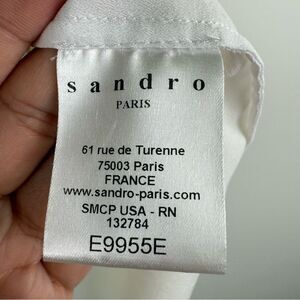 sandro
PARIS
61 rue de Turenne
75003 Paris
FRANCE
www.sandro-paris.com
SMCP USA - RN
132784
E9955E